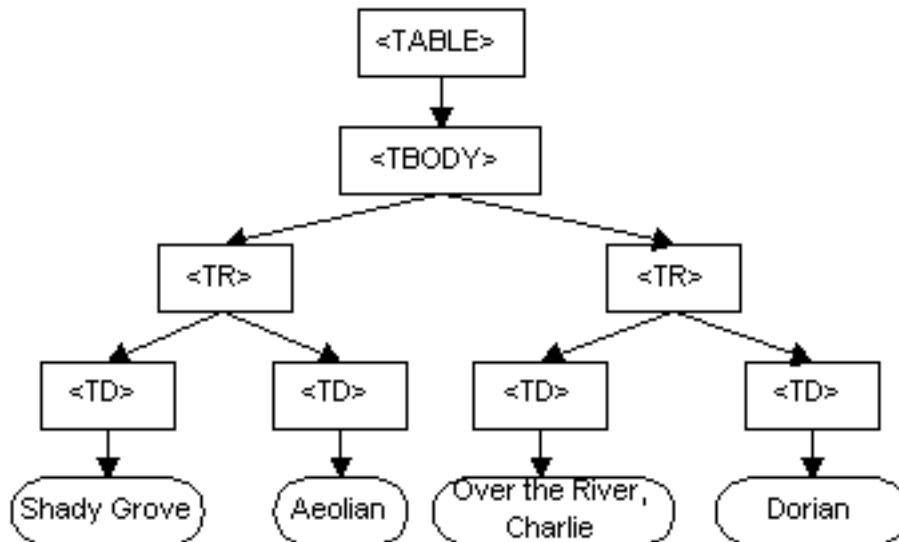 <TABLE>
<TBODY>
<TR>
<TR>
<TD>
<TD>
<TD>
<TD>
Shady Grove
Aeolian
Over the River,
Charlie
Dorian